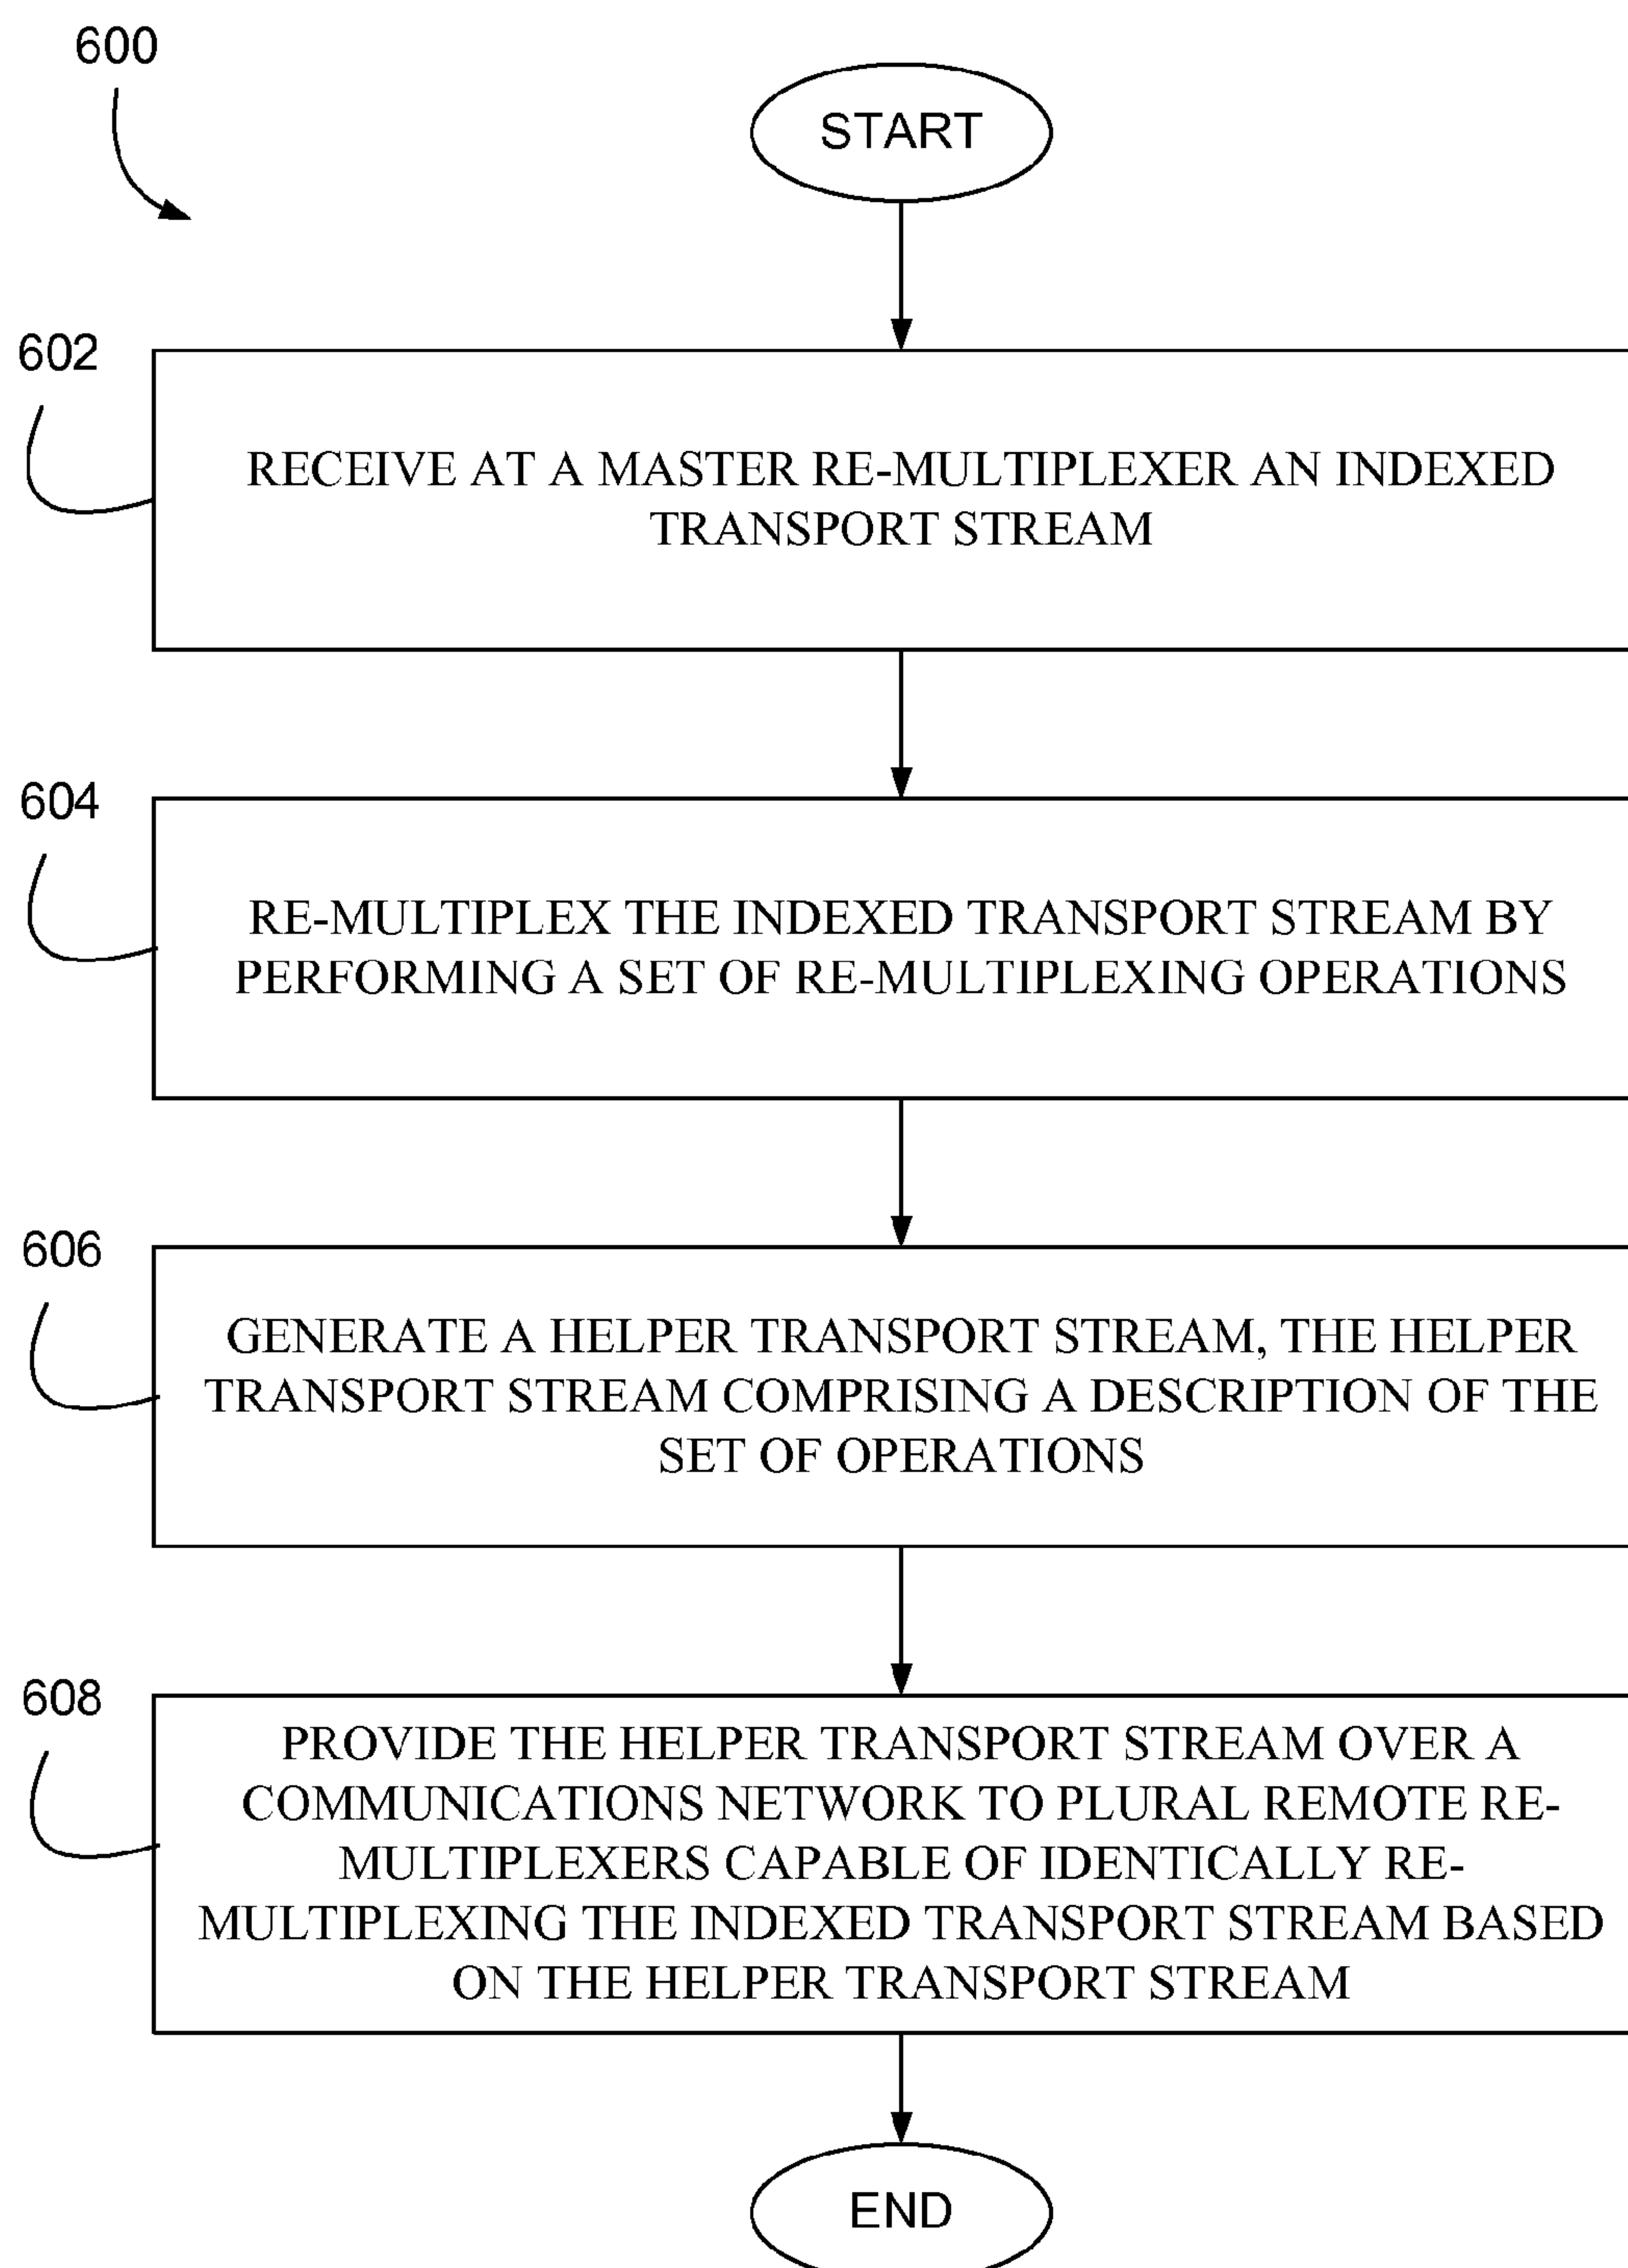 600
START
602
RECEIVE AT A MASTER RE-MULTIPLEXER AN INDEXED
TRANSPORT STREAM
604
RE-MULTIPLEX THE INDEXED TRANSPORT STREAM BY
PERFORMING A SET OF RE-MULTIPLEXING OPERATIONS
606
GENERATE A HELPER TRANSPORT STREAM, THE HELPER
TRANSPORT STREAM COMPRISING A DESCRIPTION OF THE
SET OF OPERATIONS
608
PROVIDE THE HELPER TRANSPORT STREAM OVER A
COMMUNICATIONS NETWORK TO PLURAL REMOTE RE-
MULTIPLEXERS CAPABLE OF IDENTICALLY RE-
MULTIPLEXING THE INDEXED TRANSPORT STREAM BASED
ON THE HELPER TRANSPORT STREAM
END